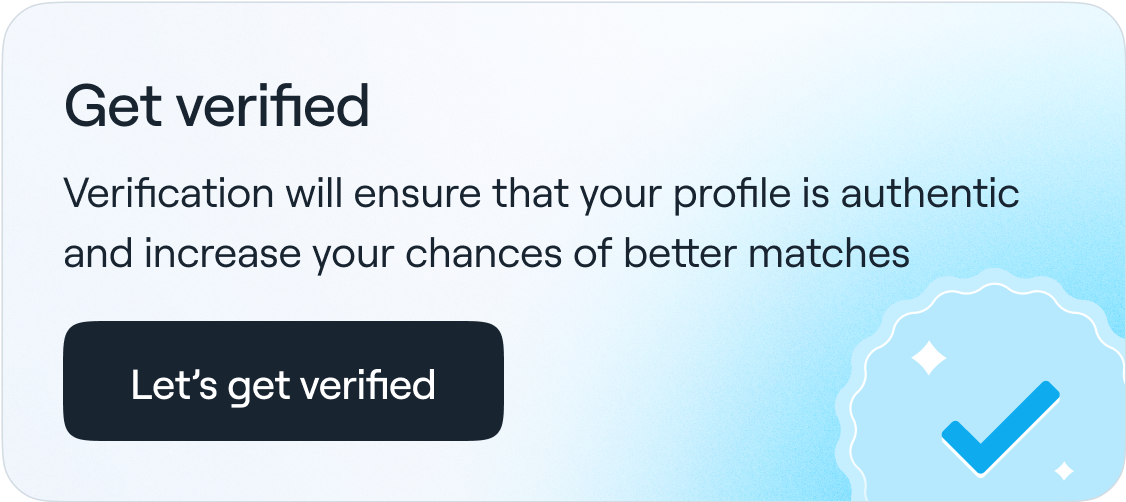 Get verified
Verification will ensure that your profile is authentic
and increase your chances of better matches
Let’s get verified